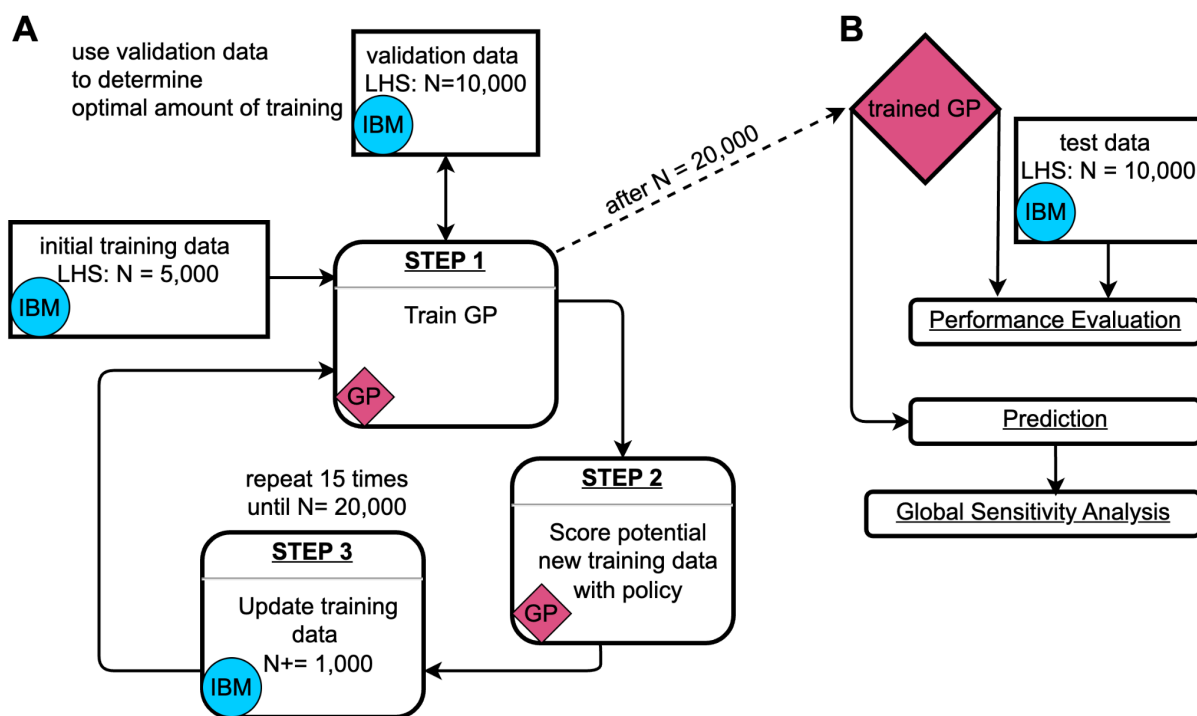 A
use validation data
to determine
optimal amount of training
validation data
LHS: N=10,000
IBM
initial training data
LHS: N = 5,000
IBM
STEP 1
Train GP
GP
after N = 20,000
STEP 2
Score potential
new training data
with policy
GP
repeat 15 times
until N= 20,000
STEP 3
Update training
data
N+= 1,000
IBM
B
trained GP
test data
LHS: N = 10,000
IBM
Performance Evaluation
Prediction
Global Sensitivity Analysis